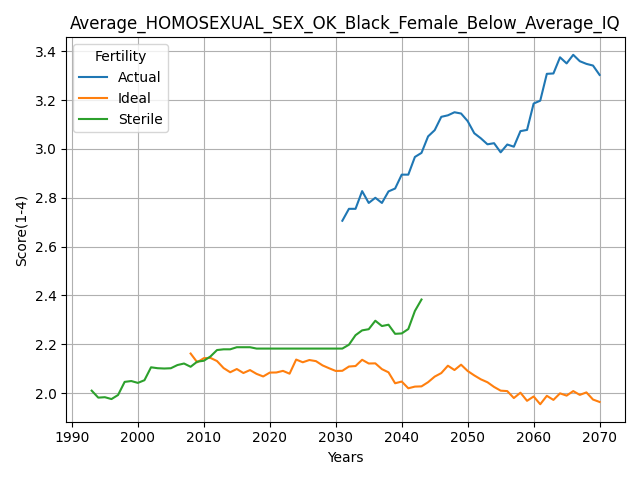 Average_HOMOSEXUAL_SEX_OK_Black_Female_Below_Average_IQ
Fertility
Actual
Ideal
Sterile
Score(1-4)
3.4
3.2
3.0
2.8
2.6
2.4
2.2
2.0
1990 2000 2010 2020 2030 2040 2050 2060 2070
Years